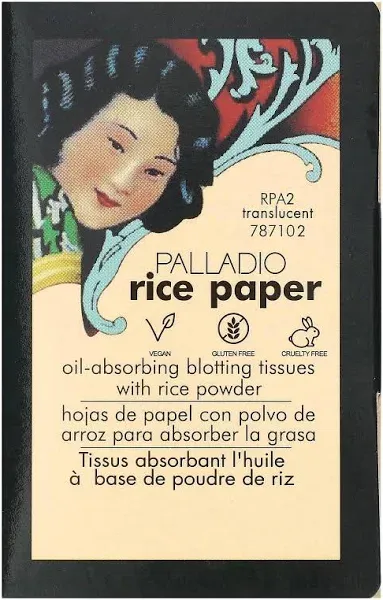 RPA2
translucent
787102
PALLADIO
rice paper
VEGAN
GLUTEN FREE
CRUELTY FREE
oil-absorbing blotting tissues
with rice powder
hojas de papel con polvo de
arroz para absorber la grasa
Tissus absorbant l'huile
à base de poudre de riz